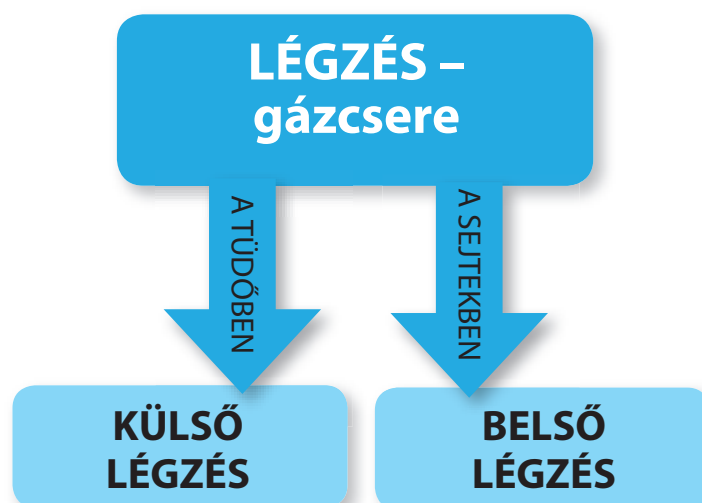 LÉGZÉS –
gázcsere
A TÜDŐBEN
A SEJTEKBEN
KÜLSŐ
LÉGZÉS
BELSŐ
LÉGZÉS